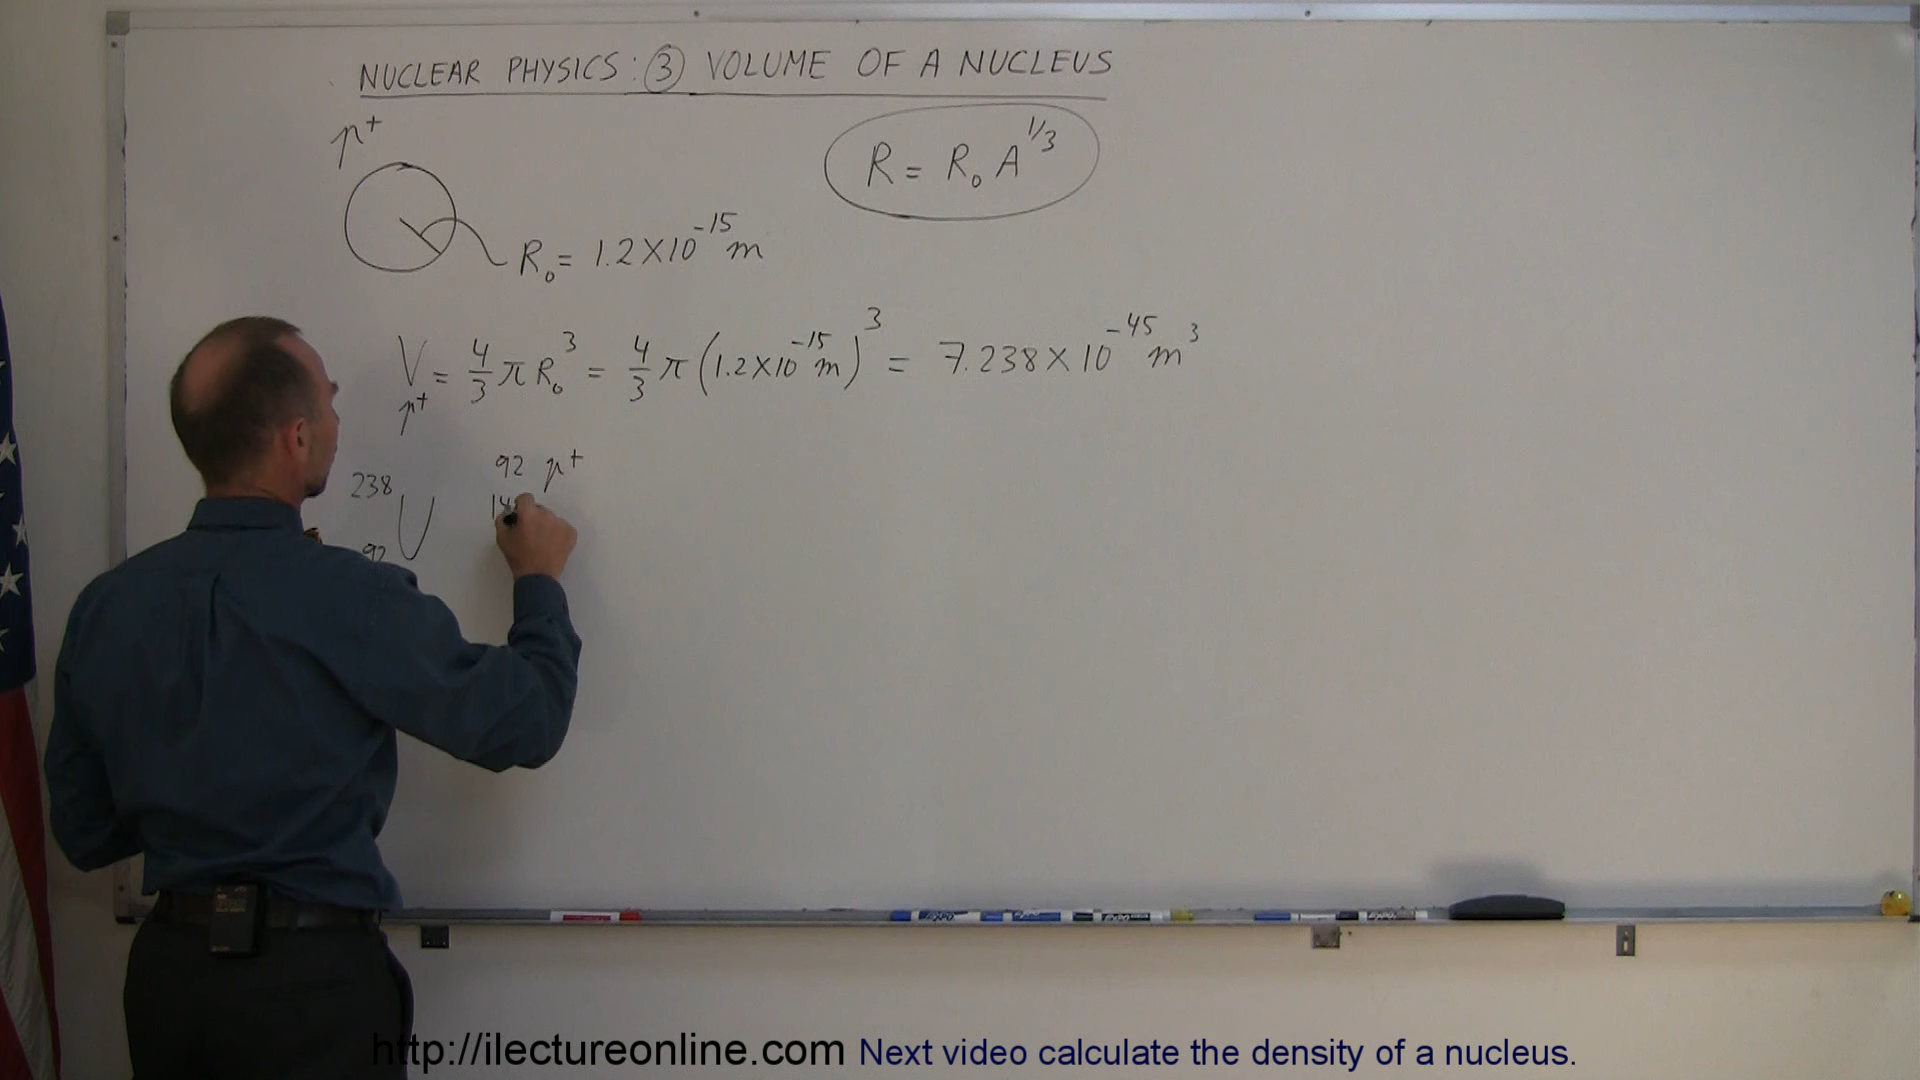 NUCLEAR PHYSICS: ③ VOLUME OF A NUCLEUS
p⁺
R = R₀ A^1/3
R₀ = 1.2 X 10⁻¹⁵ m
V p⁺ = 4/3 π R₀³ = 4/3 π (1.2 X 10⁻¹⁵ m)³ = 7.238 X 10⁻⁴⁵ m³
92 p⁺
238
U
92
http://ilectureonline.com Next video calculate the density of a nucleus.